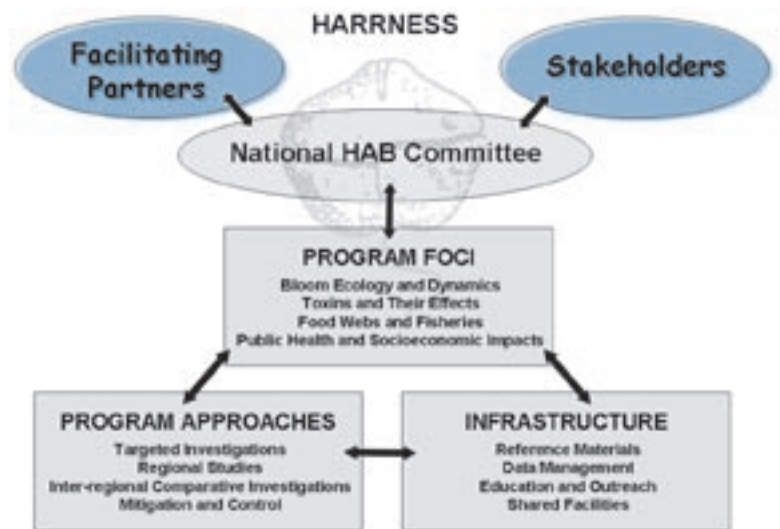 HARRNESS
Facilitating
Partners
Stakeholders
National HAB Committee
PROGRAM FOCI
Bloom Ecology and Dynamics
Toxins and Their Effects
Food Webs and Fisheries
Public Health and Socioeconomic Impacts
PROGRAM APPROACHES
Targeted Investigations
Regional Studies
Inter-regional Comparative Investigations
Mitigation and Control
INFRASTRUCTURE
Reference Materials
Data Management
Education and Outreach
Shared Facilities